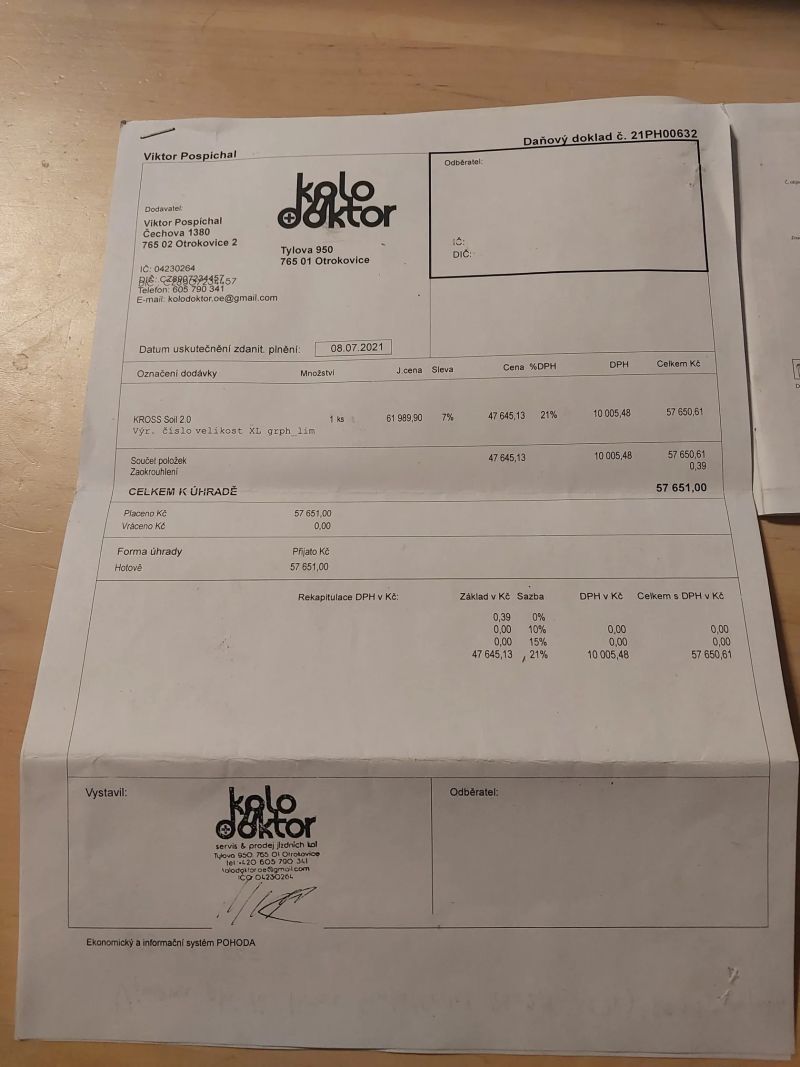 Viktor Pospíchal
Daňový doklad č. 21PH00632
Dodavatel:
Viktor Pospíchal
Čechova 1380
765 02 Otrokovice 2
kolo
doktor
Tylova 950
765 01 Otrokovice
IČ: 04230264
DIČ: CZ8907234457
Telefon: 605 790 341
E-mail: kolodoktor.oe@gmail.com
Odběratel:
IČ:
DIČ:
Datum uskutečnění zdanit. plnění: 08.07.2021
Označení dodávky Množství J.cena Sleva Cena %DPH DPH Celkem Kč
KROSS Soil 2.0 1 ks 61 989,90 7% 47 645,13 21% 10 005,48 57 650,61
Výr. číslo velikost XL grph_lim
Součet položek 47 645,13 10 005,48 57 650,61
Zaokrouhlení 0,39
CELKEM K ÚHRADĚ 57 651,00
Placeno Kč 57 651,00
Vráceno Kč 0,00
Forma úhrady Přijato Kč
Hotově 57 651,00
Rekapitulace DPH v Kč: Základ v Kč Sazba DPH v Kč Celkem s DPH v Kč
0,39 0%
0,00 10% 0,00 0,00
0,00 15% 0,00 0,00
47 645,13 21% 10 005,48 57 650,61
Vystavil:
kolo
doktor
servis & prodej jízdních kol
Tylova 950, 765 01 Otrokovice
tel: +420 605 790 341
kolodoktor.oe@gmail.com
IČO 04230264
Odběratel:
Ekonomický a informační systém POHODA